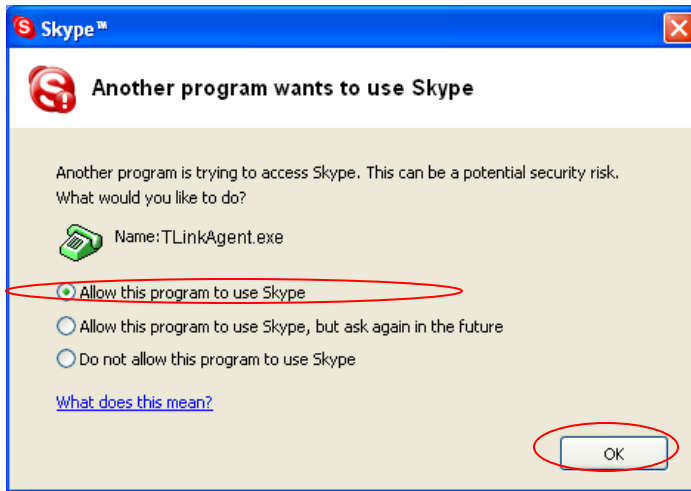 Skype™
Another program wants to use Skype
Another program is trying to access Skype. This can be a potential security risk.
What would you like to do?
Name:TLinkAgent.exe
Allow this program to use Skype
Allow this program to use Skype, but ask again in the future
Do not allow this program to use Skype
What does this mean?
OK